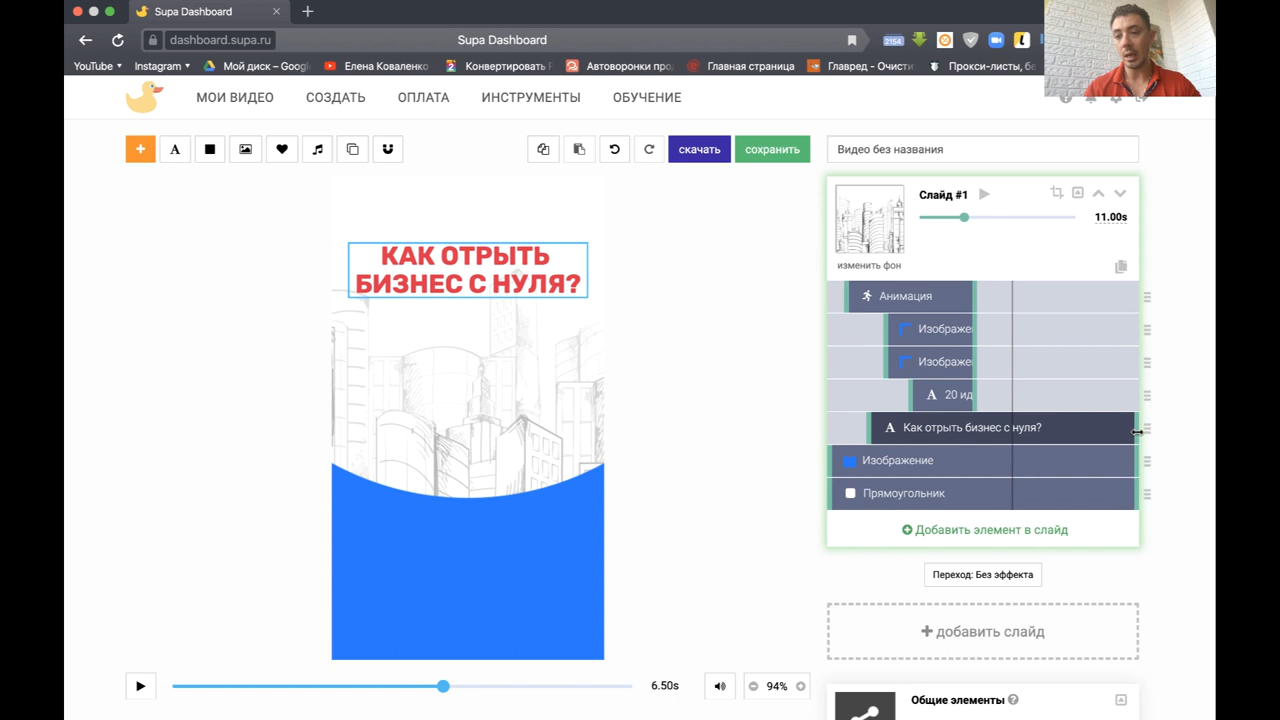 Supa Dashboard
dashboard.supa.ru
Supa Dashboard
2154
YouTube
Instagram
Мой диск – Googl
Елена Коваленко
Конвертировать F
Автоворонки прод
Главная страница
Главред - Очисти
Прокси-листы, бе
МОИ ВИДЕО
СОЗДАТЬ
ОПЛАТА
ИНСТРУМЕНТЫ
ОБУЧЕНИЕ
скачать
сохранить
Видео без названия
Слайд #1
11.00s
изменить фон
КАК ОТРЫТЬ
БИЗНЕС С НУЛЯ?
Анимация
Изображе
Изображе
20 ид
Как отрыть бизнес с нуля?
Изображение
Прямоугольник
Добавить элемент в слайд
Переход: Без эффекта
добавить слайд
6.50s
94%
Общие элементы